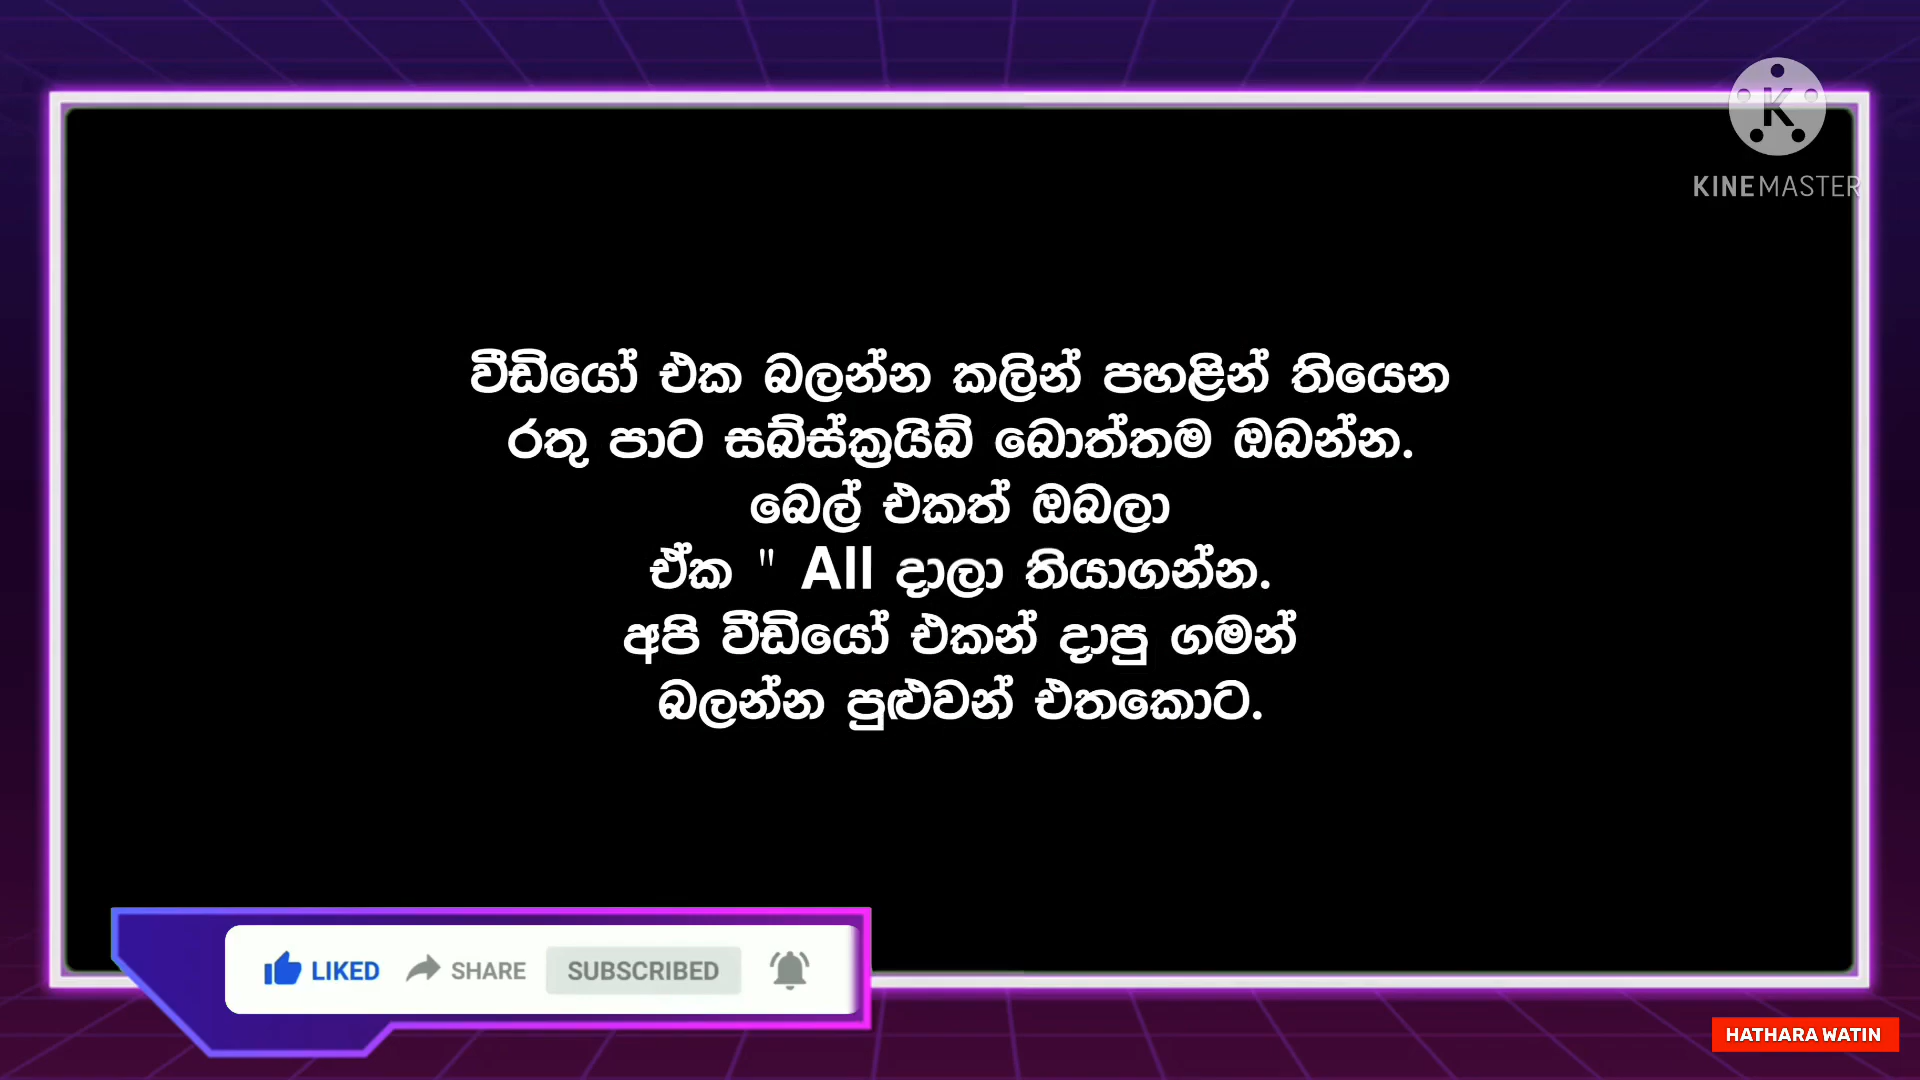 KINEMASTER
වීඩියෝ එක බලන්න කලින් පහළින් තියෙන
රතු පාට සබ්ස්ක්‍රයිබ් බොත්තම ඔබන්න.
බෙල් එකත් ඔබලා
ඒක " All දාලා තියාගන්න.
අපි වීඩියෝ එකන් දාපු ගමන්
බලන්න පුළුවන් එතකොට.
LIKED SHARE SUBSCRIBED
HATHARA WATIN